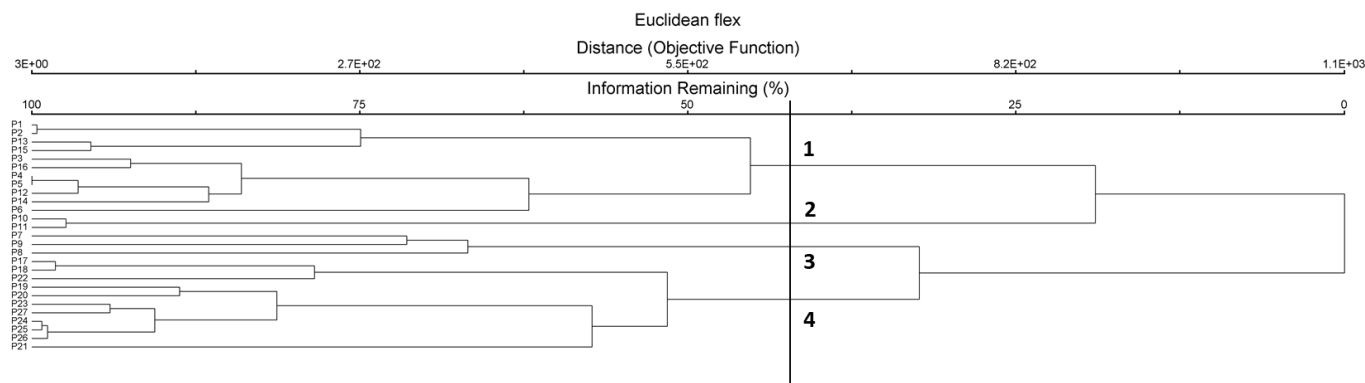 Euclidean flex
Distance (Objective Function)
3E+00 2.7E+02 5.5E+02 8.2E+02 1.1E+03
Information Remaining (%)
100 75 50 25 0
P1
P2
P13
P15
P3
P16
P4
P5
P12
P14
P6
P10
P11
P7
P9
P8
P17
P18
P22
P19
P20
P23
P27
P24
P25
P26
P21
1
2
3
4